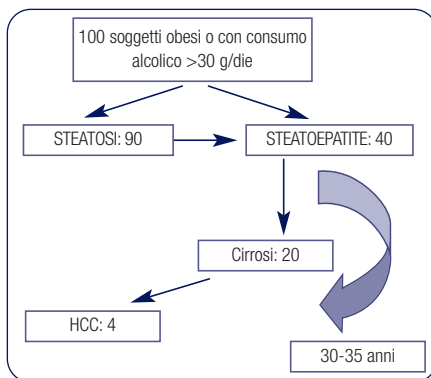 100 soggetti obesi o con consumo
alcolico >30 g/die
STEATOSI: 90
STEATOEPATITE: 40
Cirrosi: 20
HCC: 4
30-35 anni